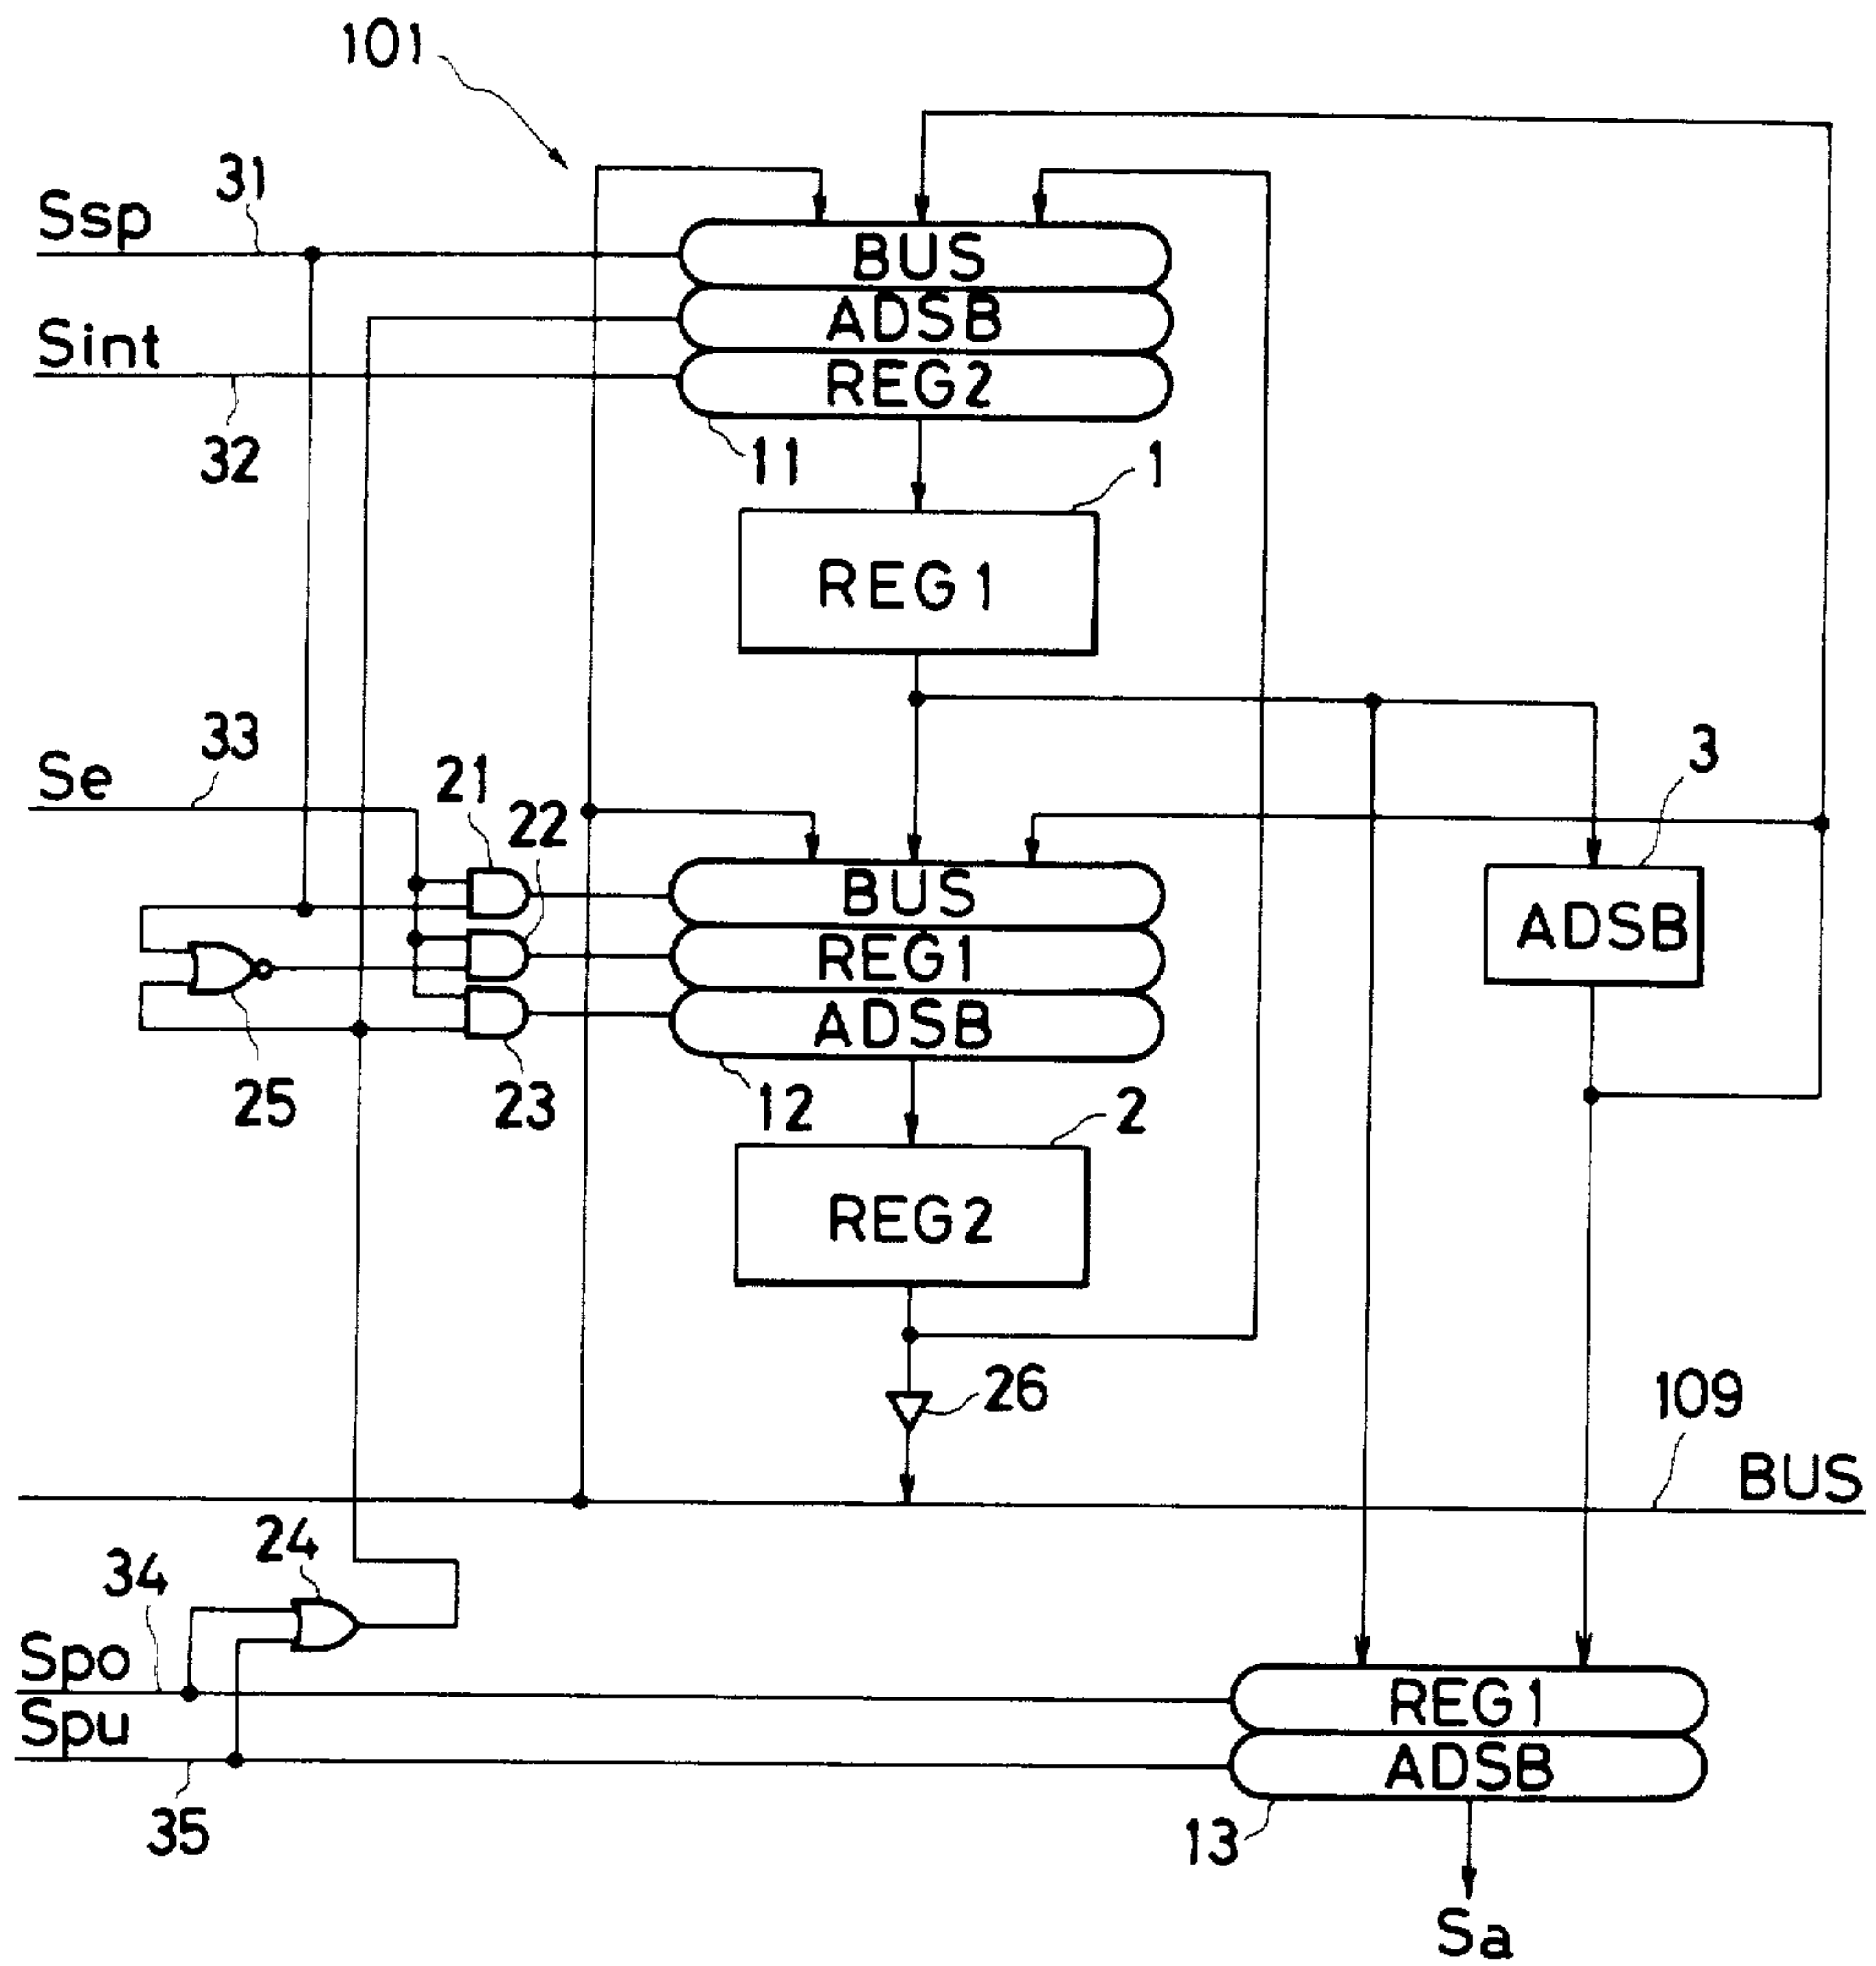 101
31
Ssp
BUS
ADSB
Sint
REG2
32
11
1
REG1
33
Se
21
22
3
BUS
REG1
ADSB
ADSB
25
23
12
2
REG2
26
109
BUS
24
34
Spo
REG1
Spu
ADSB
35
13
Sa